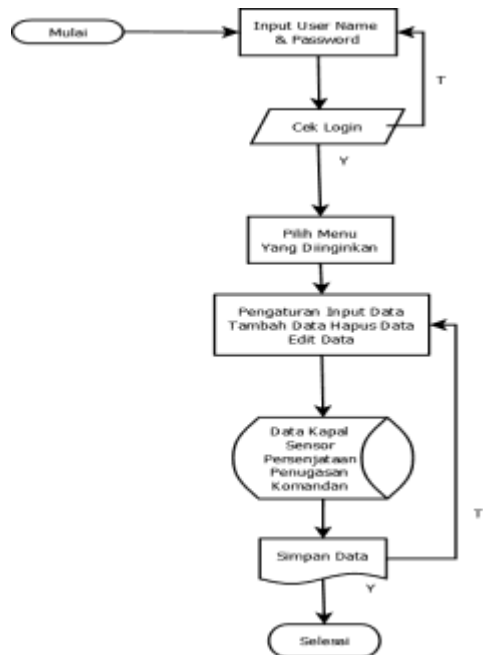 Mulai
Input User Name
& Password
T
Cek Login
Y
Pilih Menu
Yang Diinginkan
Pengaturan Input Data
Tambah Data Hapus Data
Edit Data
Data Kapal
Sensor
Persenjataan
Penugasan
Komandan
T
Simpan Data
Y
Selesai